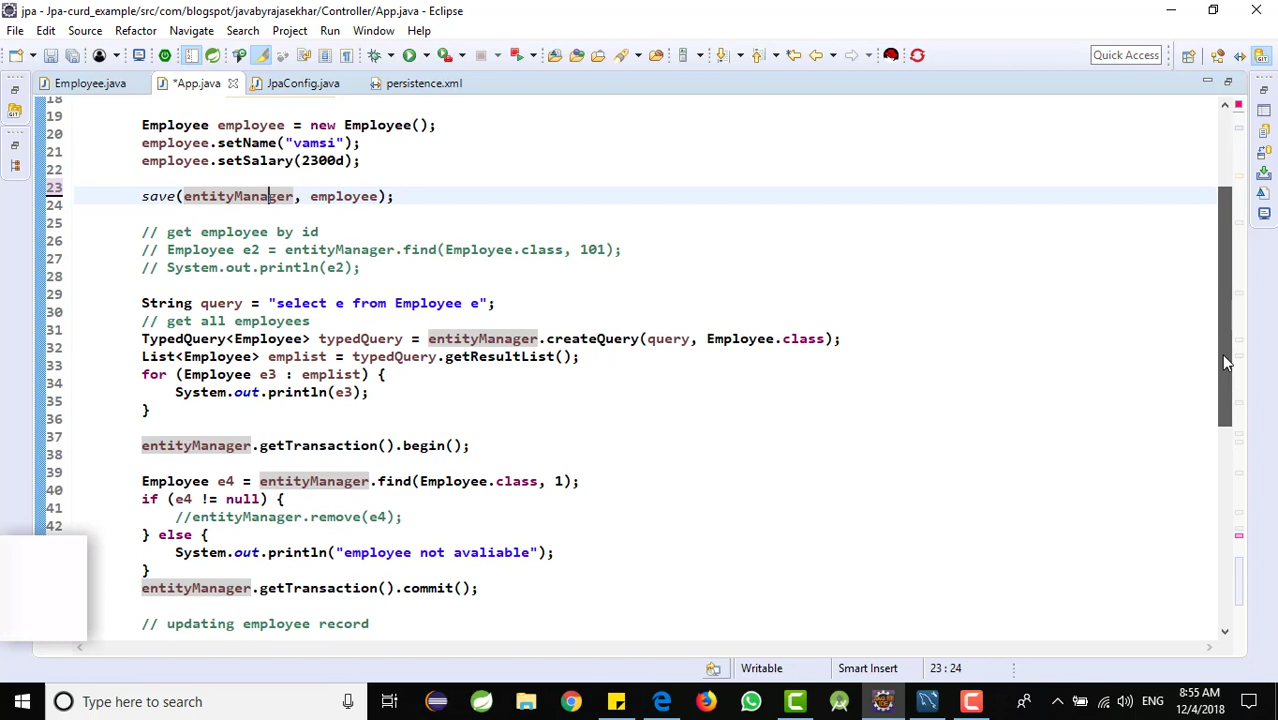 jpa - Jpa-curd_example/src/com/blogspot/javabyrajasekhar/Controller/App.java - Eclipse
File Edit Source Refactor Navigate Search Project Run Window Help
Quick Access
Employee.java *App.java JpaConfig.java persistence.xml
18
19 Employee employee = new Employee();
20 employee.setName("vamsi");
21 employee.setSalary(2300d);
22
23 save(entityManager, employee);
24
25 // get employee by id
26 // Employee e2 = entityManager.find(Employee.class, 101);
27 // System.out.println(e2);
28
29 String query = "select e from Employee e";
30 // get all employees
31 TypedQuery<Employee> typedQuery = entityManager.createQuery(query, Employee.class);
32 List<Employee> emplist = typedQuery.getResultList();
33 for (Employee e3 : emplist) {
34 System.out.println(e3);
35 }
36
37 entityManager.getTransaction().begin();
38
39 Employee e4 = entityManager.find(Employee.class, 1);
40 if (e4 != null) {
41 //entityManager.remove(e4);
42 } else {
System.out.println("employee not avaliable");
}
entityManager.getTransaction().commit();
// updating employee record
Writable Smart Insert 23 : 24
Type here to search
ENG
8:55 AM
12/4/2018